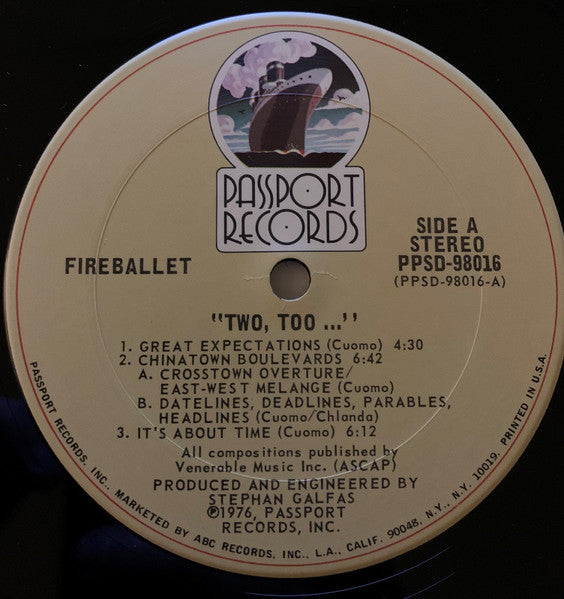 PASSPORT
RECORDS
SIDE A
STEREO
PPSD-98016
(PPSD-98016-A)
FIREBALLET
"TWO, TOO ..."
1. GREAT EXPECTATIONS (Cuomo) 4:30
2. CHINATOWN BOULEVARDS 6:42
A. CROSSTOWN OVERTURE/
EAST-WEST MELANGE (Cuomo)
B. DATELINES, DEADLINES, PARABLES,
HEADLINES (Cuomo/Chlanda)
3. IT'S ABOUT TIME (Cuomo) 6:12
All compositions published by
Venerable Music Inc. (ASCAP)
PRODUCED AND ENGINEERED BY
STEPHAN GALFAS
℗1976, PASSPORT
RECORDS, INC.
PASSPORT RECORDS, INC., MARKETED BY ABC RECORDS, INC., L.A., CALIF. 90048, N.Y., N.Y. 10019. PRINTED IN U.S.A.